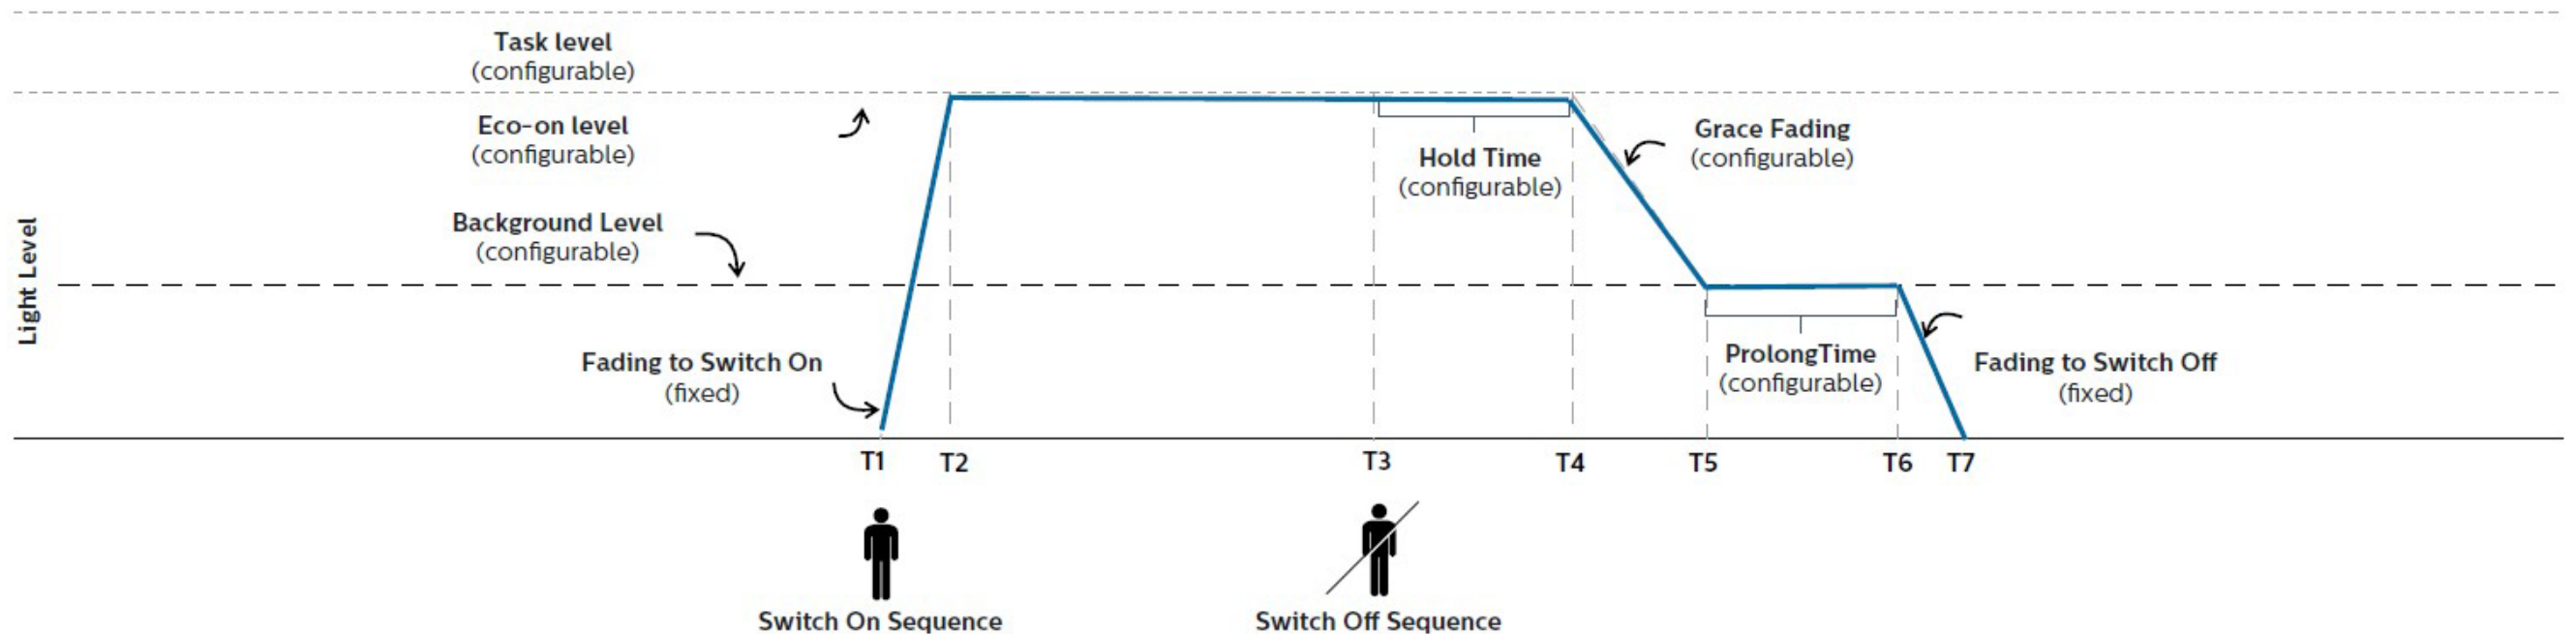 Task level
(configurable)
Eco-on level
(configurable)
Background Level
(configurable)
Light Level
Fading to Switch On
(fixed)
Hold Time
(configurable)
Grace Fading
(configurable)
ProlongTime
(configurable)
Fading to Switch Off
(fixed)
T1 T2 T3 T4 T5 T6 T7
Switch On Sequence
Switch Off Sequence